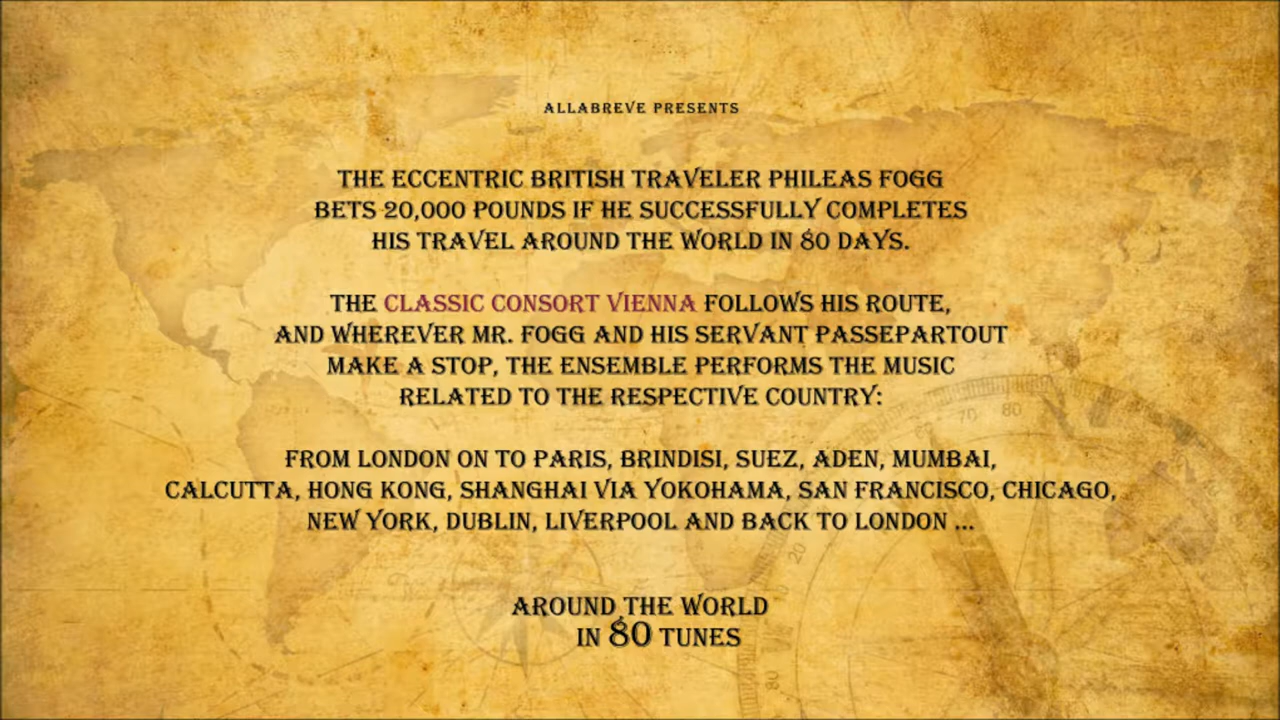 ALLABREVE PRESENTS
THE ECCENTRIC BRITISH TRAVELER PHILEAS FOGG
BETS 20,000 POUNDS IF HE SUCCESSFULLY COMPLETES
HIS TRAVEL AROUND THE WORLD IN 80 DAYS.
THE CLASSIC CONSORT VIENNA FOLLOWS HIS ROUTE,
AND WHEREVER MR. FOGG AND HIS SERVANT PASSEPARTOUT
MAKE A STOP, THE ENSEMBLE PERFORMS THE MUSIC
RELATED TO THE RESPECTIVE COUNTRY:
70 80
FROM LONDON ON TO PARIS, BRINDISI, SUEZ, ADEN, MUMBAI,
CALCUTTA, HONG KONG, SHANGHAI VIA YOKOHAMA, SAN FRANCISCO, CHICAGO,
NEW YORK, DUBLIN, LIVERPOOL AND BACK TO LONDON ...
20
AROUND THE WORLD
IN 80 TUNES
W
80